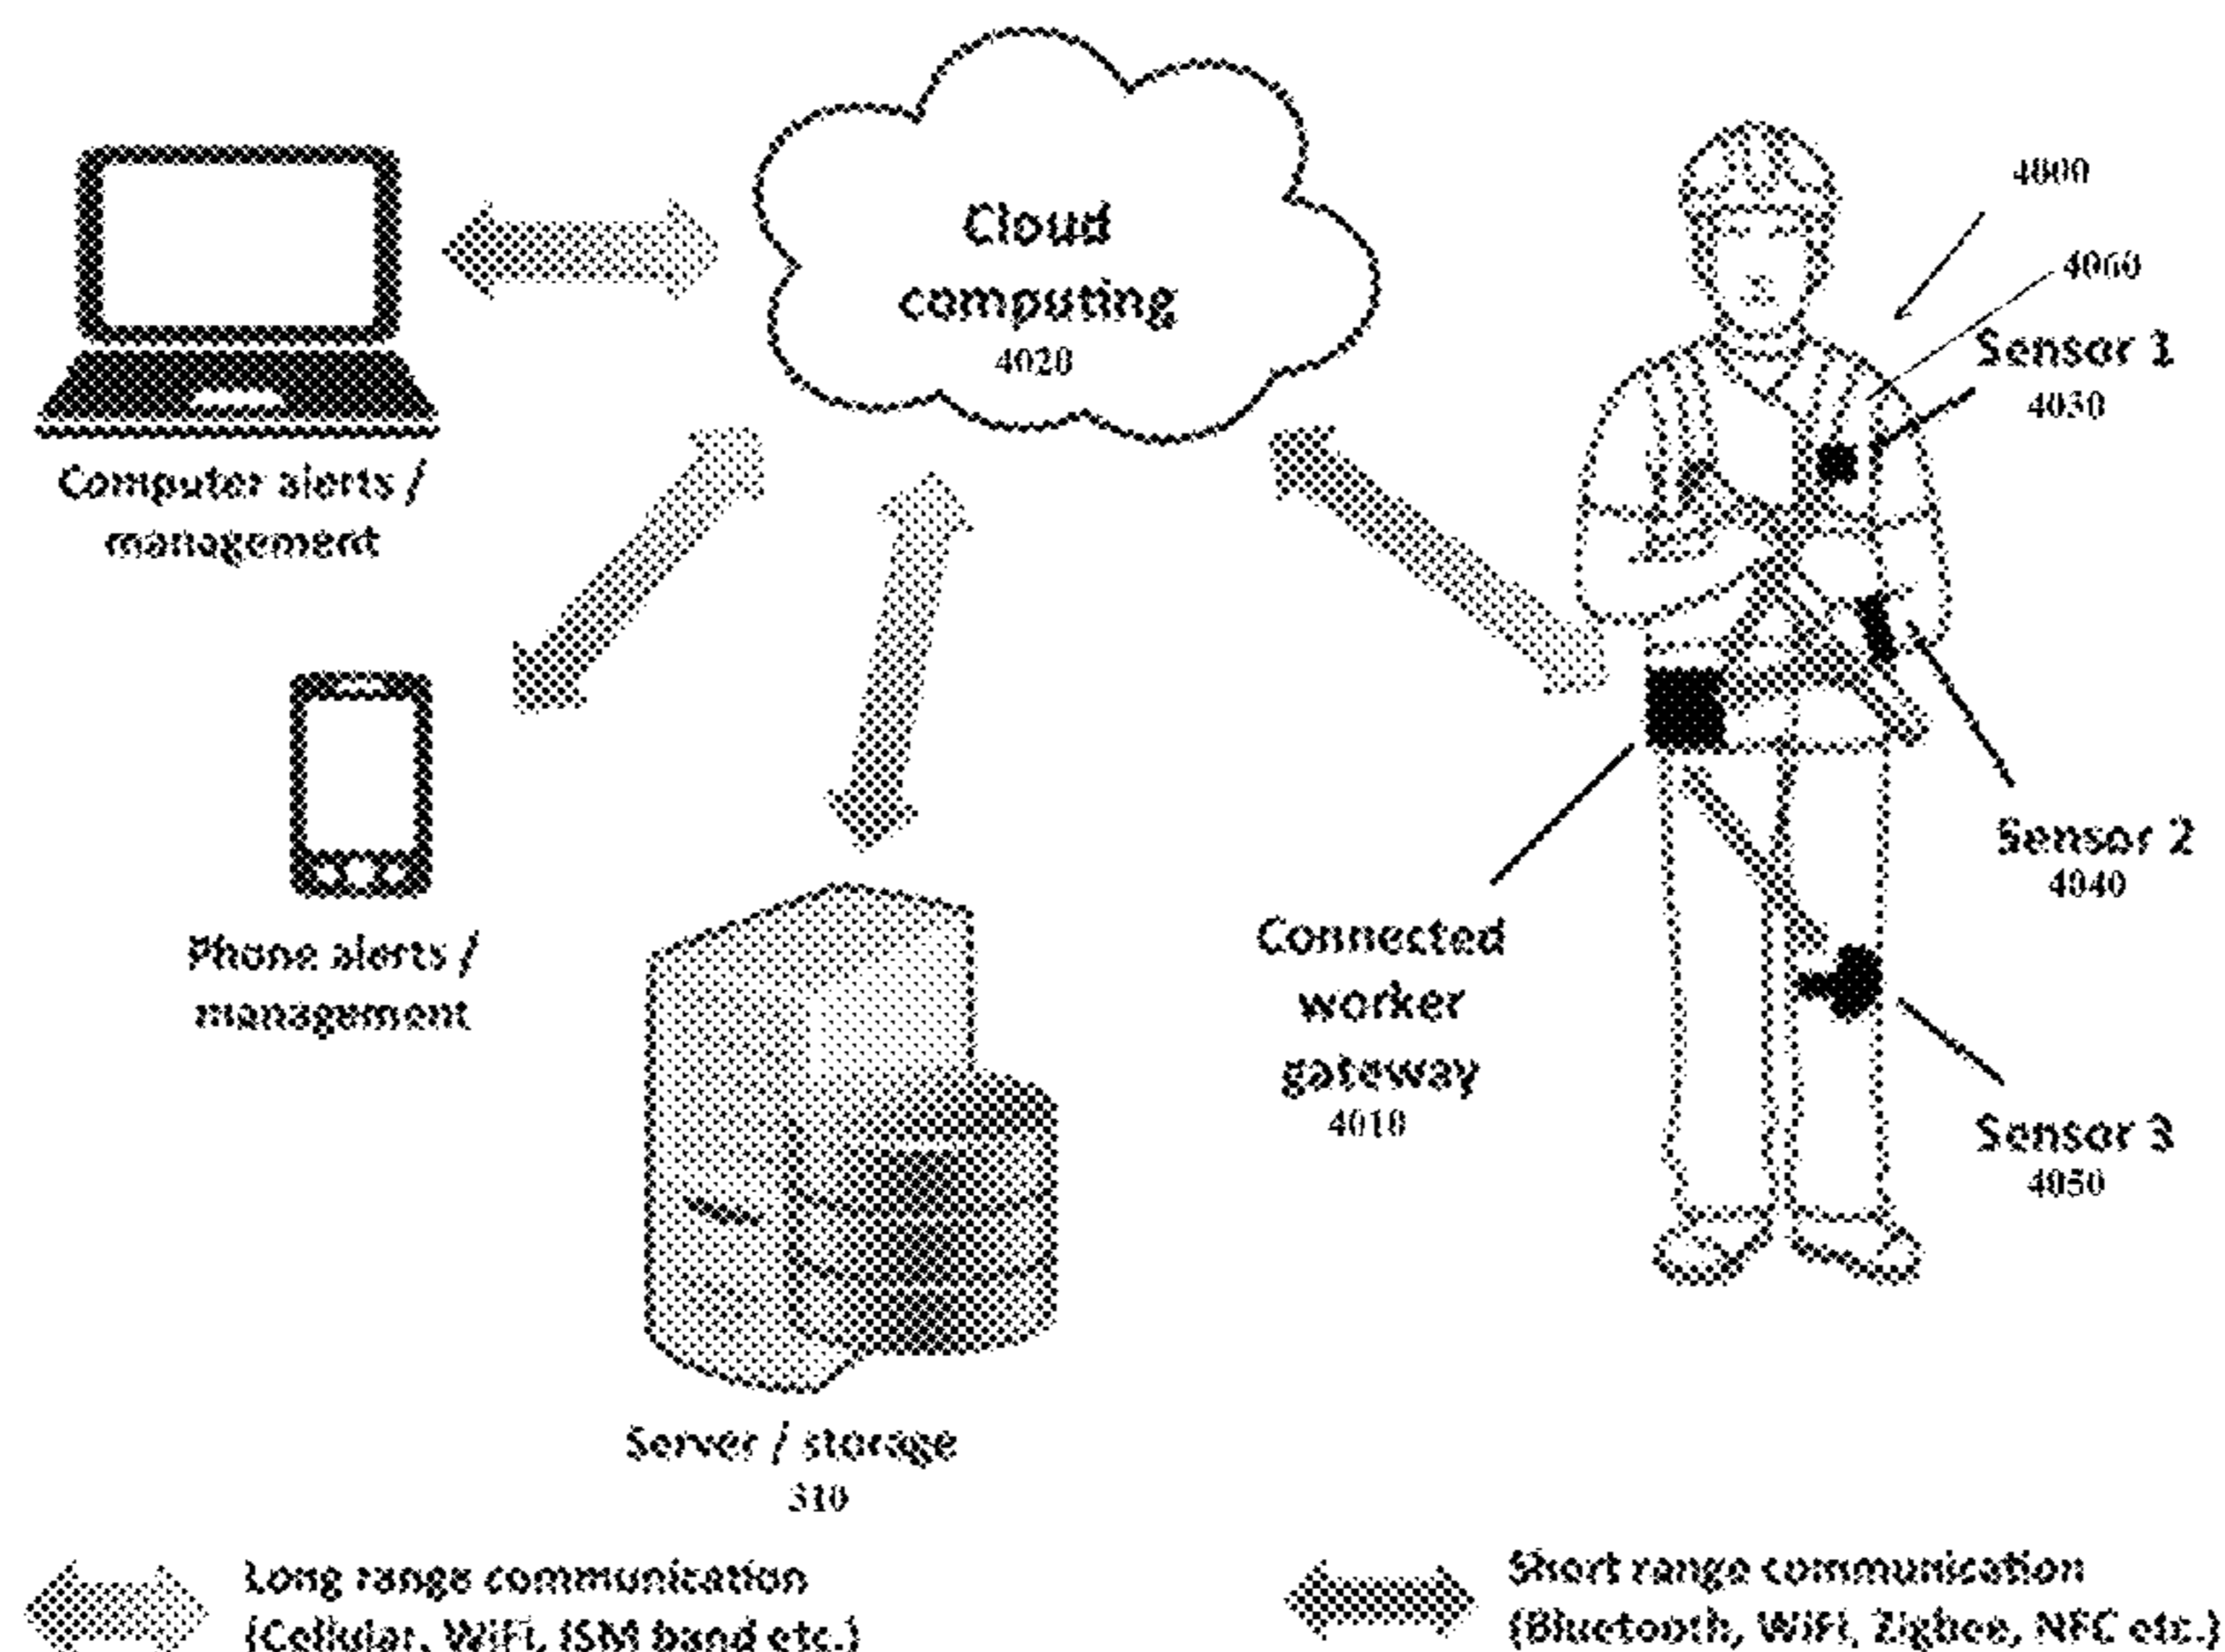 Cloud
computing
4020
4000
4060
Sensor 1
4030
Computer alerts /
management
Sensor 2
4040
Phone alerts /
management
Connected
worker
gateway
4010
Sensor 3
4050
Server / storage
310
Long range communication
(Cellular, WiFi, ISM band etc.)
Short range communication
(Bluetooth, WiFi, Zigbee, NFC etc.)